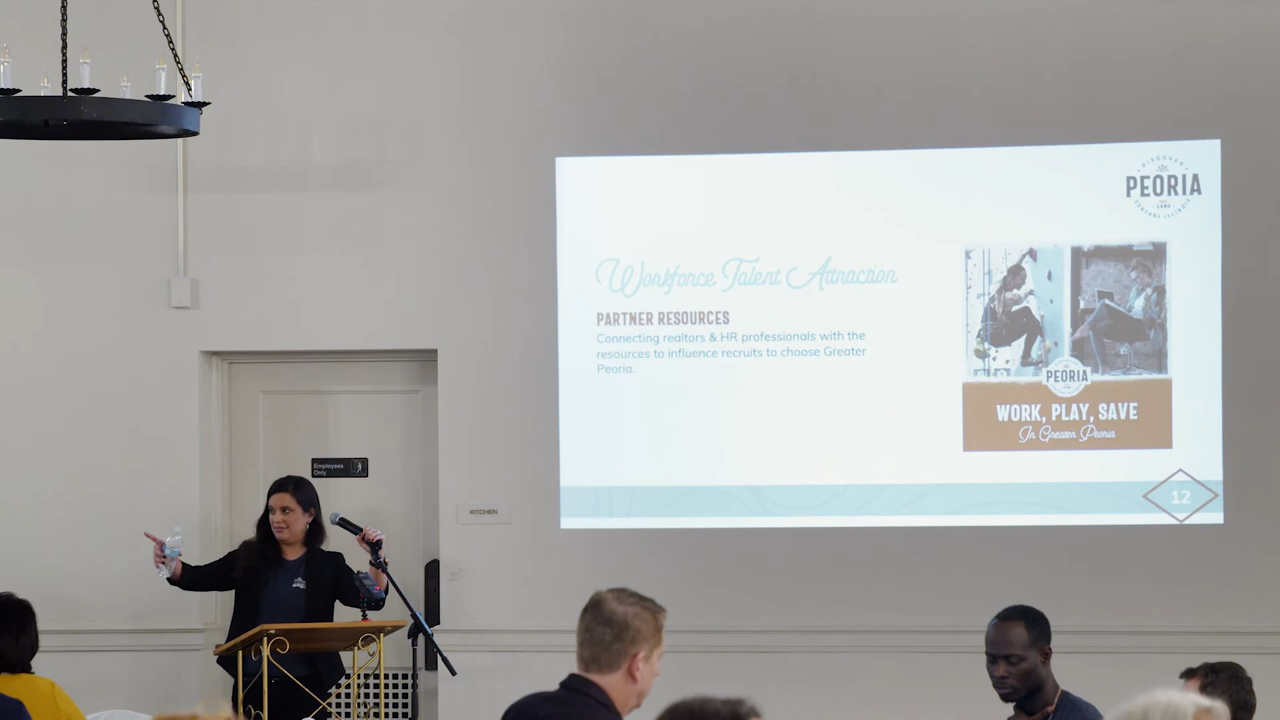 DISCOVER
PEORIA
Workforce Talent Attraction
PARTNER RESOURCES
Connecting realtors & HR professionals with the
resources to influence recruits to choose Greater
Peoria.
PEORIA
WORK, PLAY, SAVE
In Greater Peoria
12
Employees
Only
KITCHEN